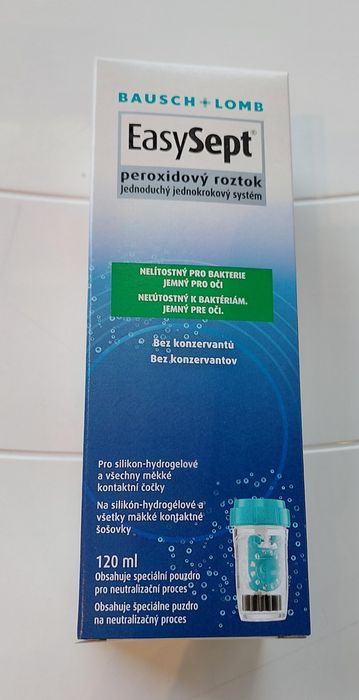 BAUSCH + LOMB
EasySept®
peroxidový roztok
Jednoduchý jednokrokový systém
NELÍTOSTNÝ PRO BAKTERIE
JEMNÝ PRO OČI
NEĽÚTOSTNÝ K BAKTÉRIÁM.
JEMNÝ PRE OČI.
Bez konzervantů
Bez konzervantov
Pro silikon-hydrogelové
a všechny měkké
kontaktní čočky
Na silikón-hydrogélové a
všetky mäkké kontaktné
šošovky
120 ml
Obsahuje speciální pouzdro
pro neutralizační proces
Obsahuje špeciálne puzdro
na neutralizačný proces